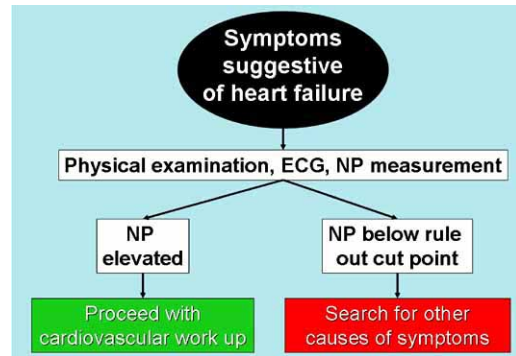 Symptoms
suggestive
of heart failure
Physical examination, ECG, NP measurement
NP
elevated
NP below rule
out cut point
Proceed with
cardiovascular work up
Search for other
causes of symptoms